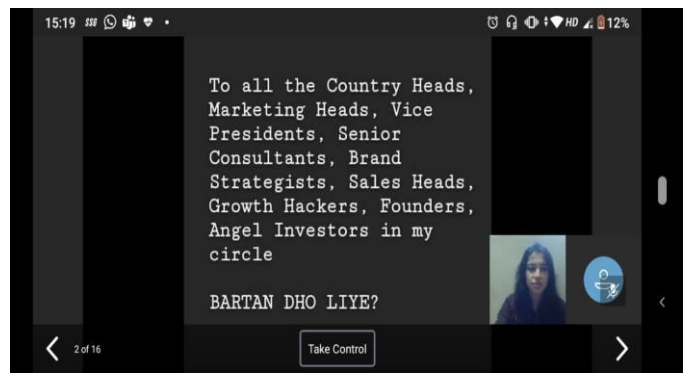 15:19
HD 12%
To all the Country Heads,
Marketing Heads, Vice
Presidents, Senior
Consultants, Brand
Strategists, Sales Heads,
Growth Hackers, Founders,
Angel Investors in my
circle
BARTAN DHO LIYE?
2 of 16
Take Control